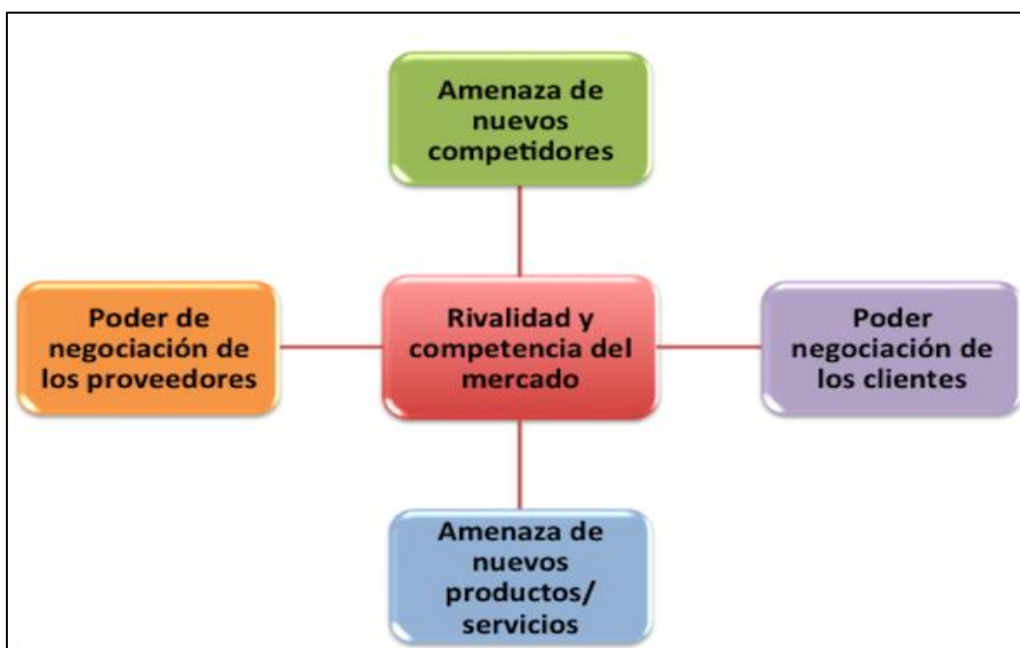 Amenaza de
nuevos
competidores
Poder de
negociación de
los proveedores
Rivalidad y
competencia del
mercado
Poder
negociación de
los clientes
Amenaza de
nuevos
productos/
servicios